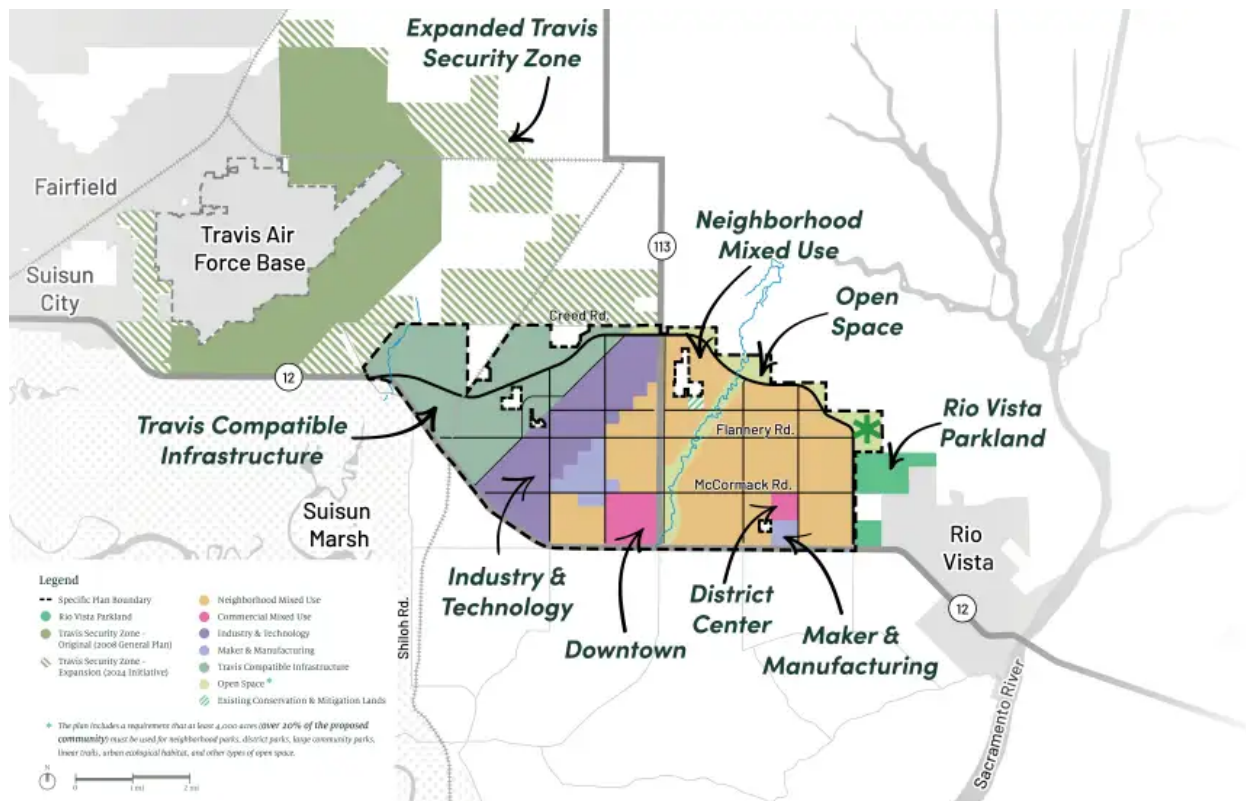 Expanded Travis
Security Zone
Fairfield
Travis Air
Force Base
Suisun
City
113
Neighborhood
Mixed Use
Open
Space
Creed Rd.
12
Travis Compatible
Infrastructure
Flannery Rd.
Rio Vista
Parkland
McCormack Rd.
Suisun
Marsh
Rio
Vista
Industry &
Technology
District
Center
Downtown
Maker &
Manufacturing
12
Shiloh Rd.
Sacramento River
Legend
Specific Plan Boundary
Rio Vista Parkland
Travis Security Zone -
Original (2008 General Plan)
Travis Security Zone -
Expansion (2024 Initiative)
Neighborhood Mixed Use
Commercial Mixed Use
Industry & Technology
Maker & Manufacturing
Travis Compatible Infrastructure
Open Space *
Existing Conservation & Mitigation Lands
* The plan includes a requirement that at least 4,000 acres (over 20% of the proposed
community) must be used for neighborhood parks, district parks, large community parks,
linear trails, urban ecological habitat, and other types of open space.
N
0 1 mi 2 mi